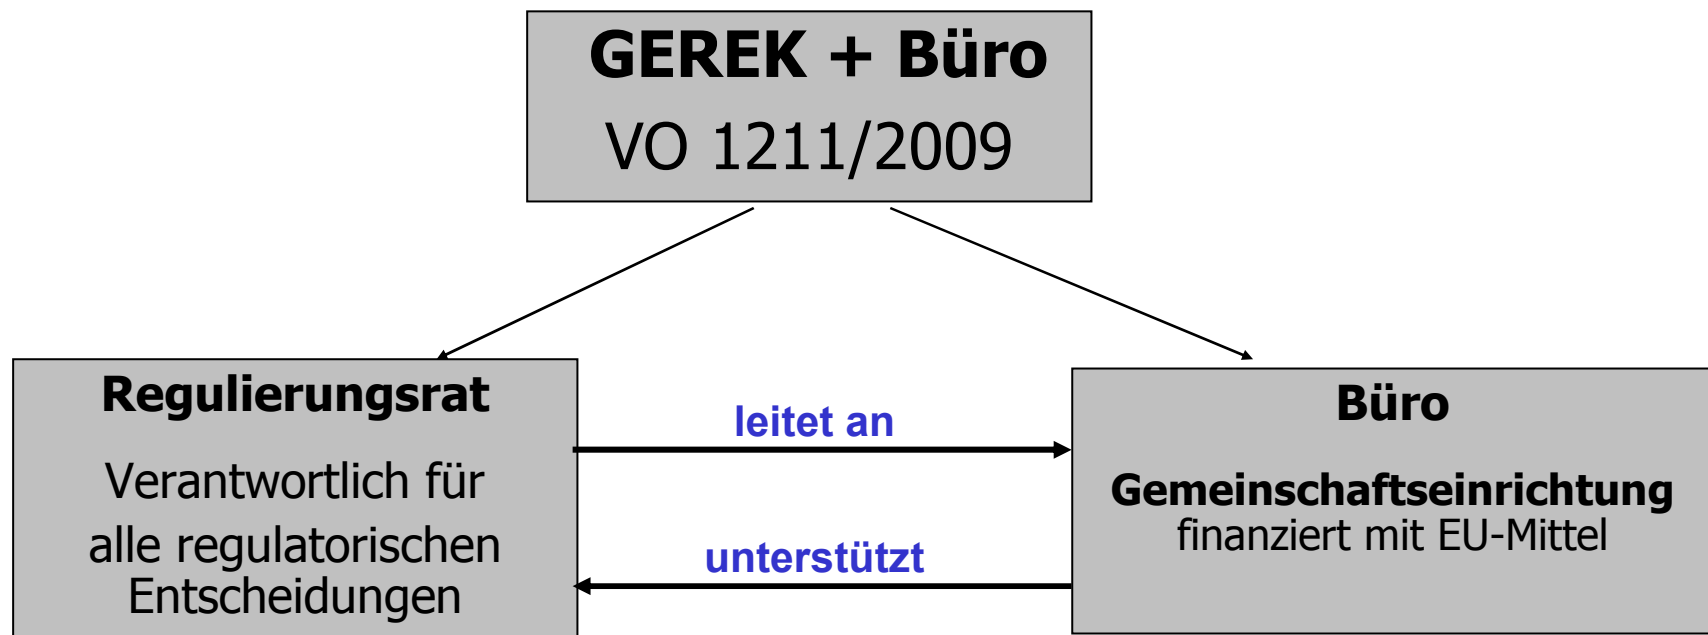 GEREK + Büro
VO 1211/2009
Regulierungsrat
Verantwortlich für
alle regulatorischen
Entscheidungen
leitet an
unterstützt
Büro
Gemeinschaftseinrichtung
finanziert mit EU-Mittel